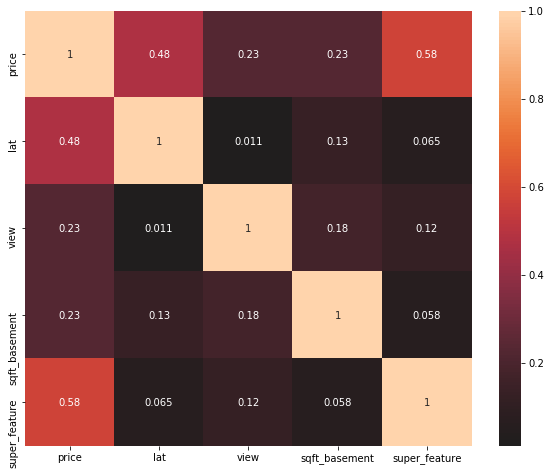 price 1 0.48 0.23 0.23 0.58
lat 0.48 1 0.011 0.13 0.065
view 0.23 0.011 1 0.18 0.12
sqft_basement 0.23 0.13 0.18 1 0.058
super_feature 0.58 0.065 0.12 0.058 1
price lat view sqft_basement super_feature
1.0
0.8
0.6
0.4
0.2